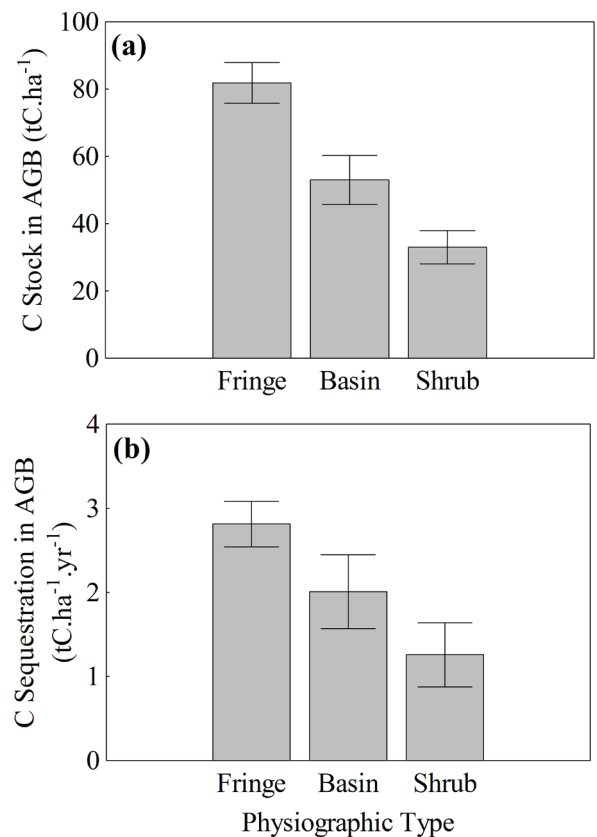 (a)
C Stock in AGB (tC.ha⁻¹)
100
80
60
40
20
0
Fringe Basin Shrub
(b)
C Sequestration in AGB
(tC.ha⁻¹.yr⁻¹)
4
3
2
1
0
Fringe Basin Shrub
Physiographic Type